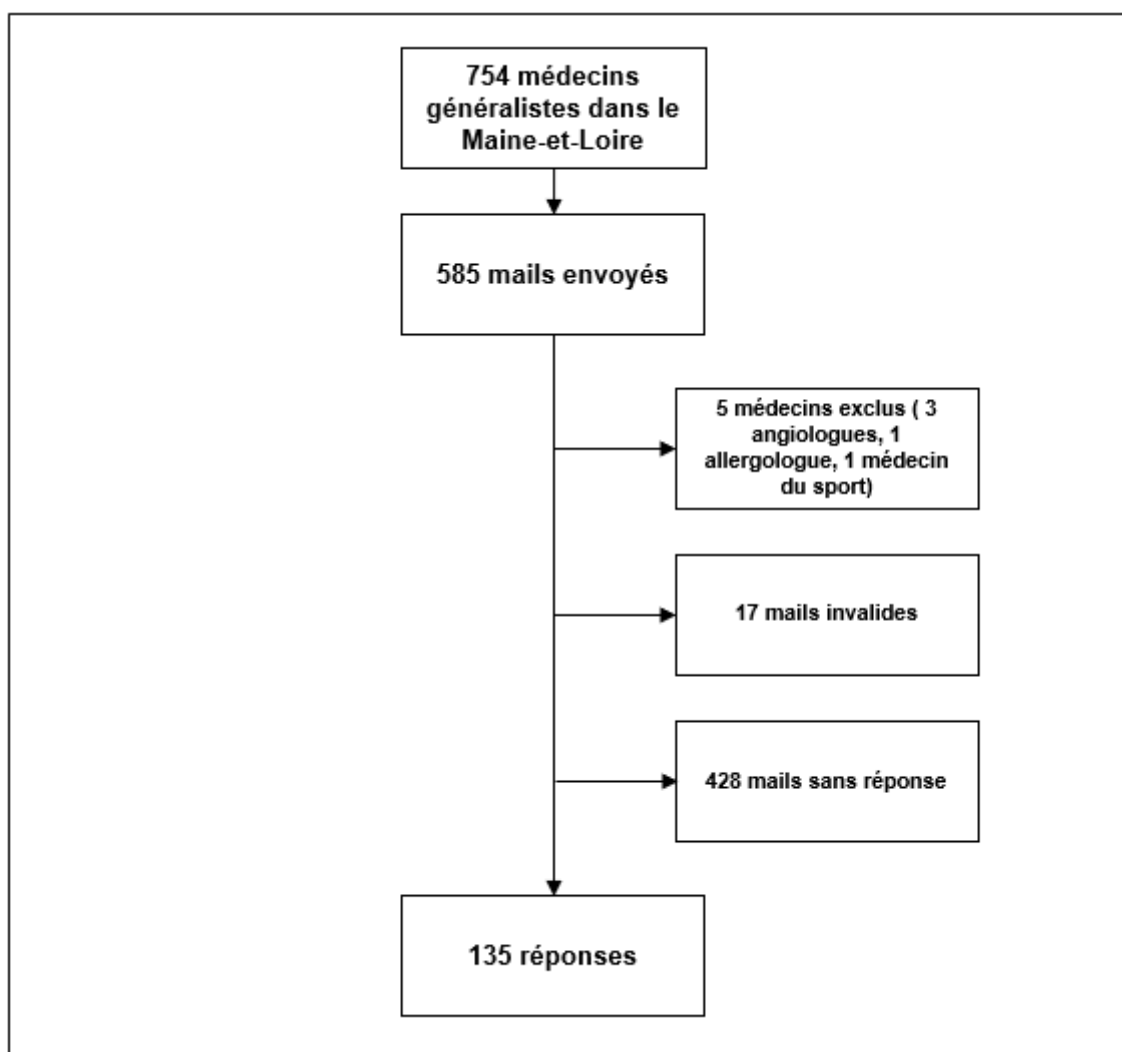 754 médecins
généralistes dans le
Maine-et-Loire
585 mails envoyés
5 médecins exclus ( 3
angiologues, 1
allergologue, 1 médecin
du sport)
17 mails invalides
428 mails sans réponse
135 réponses